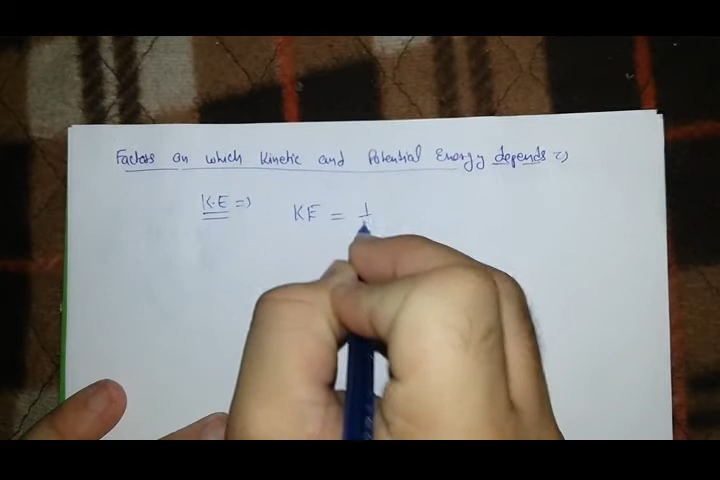 Factors on which Kinetic and Potential Energy depends =>
K.E => KE = 1